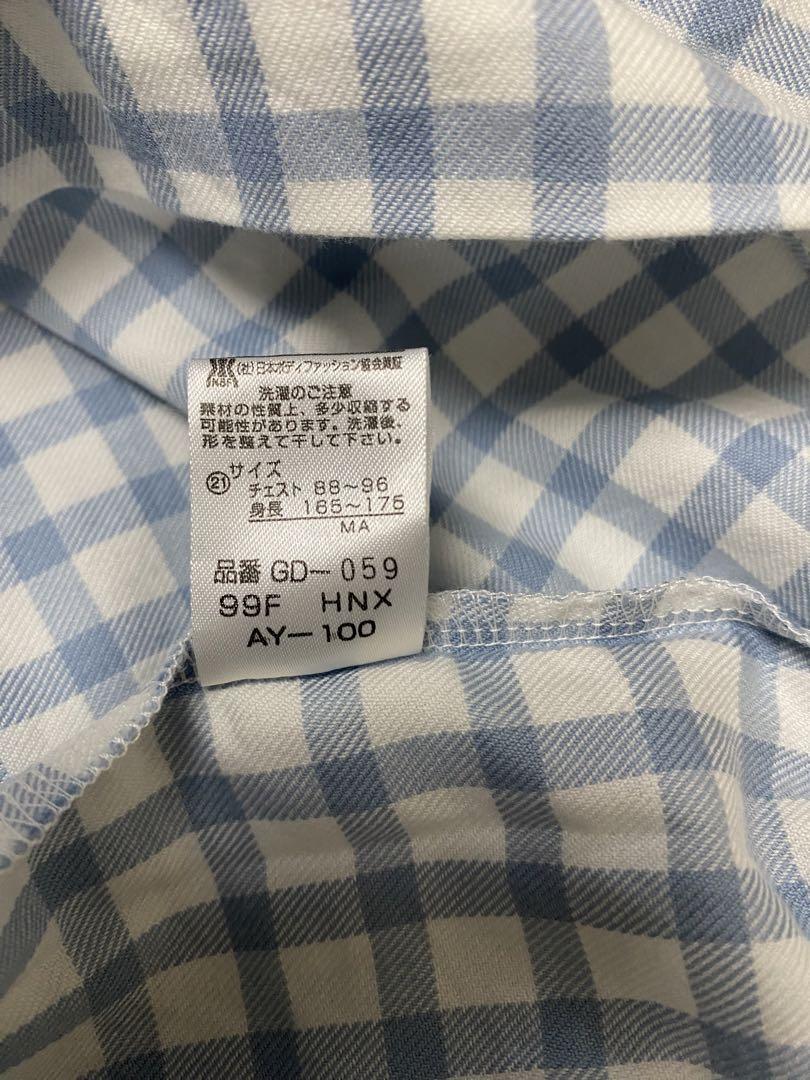 NBF (社)日本ボディファッション協会員証
洗濯のご注意
素材の性質上、多少収縮する
可能性があります。洗濯後、
形を整えて干して下さい。
㉑サイズ
チェスト 88〜96
身長 165〜175
MA
品番 GD-059
99F HNX
AY-100